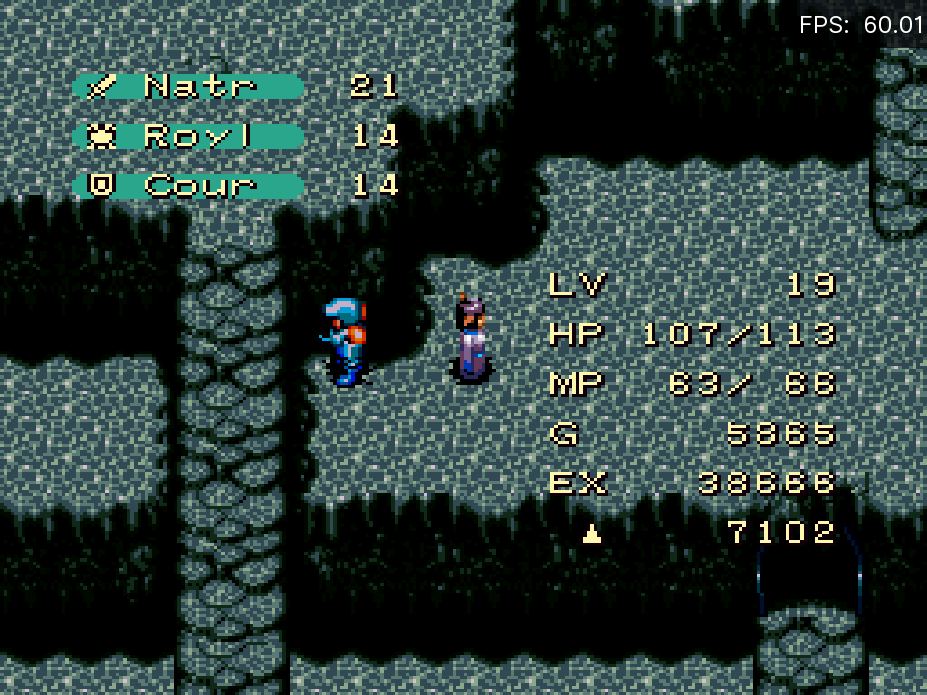 FPS: 60.01
Natr 21
Royl 14
Cour 14
LV 19
HP 107/113
MP 63/ 66
G 5865
EX 38666
▲ 7102